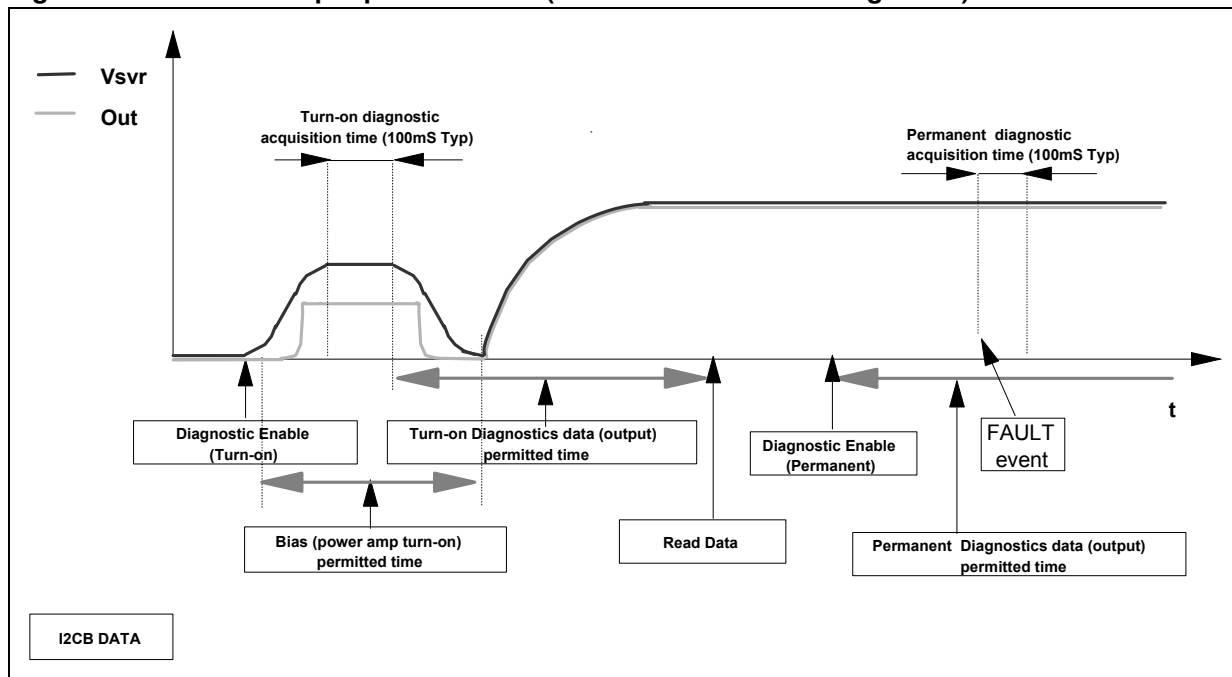 Vsvr
Out
Turn-on diagnostic
acquisition time (100mS Typ)
Permanent diagnostic
acquisition time (100mS Typ)
t
Diagnostic Enable
(Turn-on)
Turn-on Diagnostics data (output)
permitted time
Diagnostic Enable
(Permanent)
FAULT
event
Bias (power amp turn-on)
permitted time
Read Data
Permanent Diagnostics data (output)
permitted time
I2CB DATA